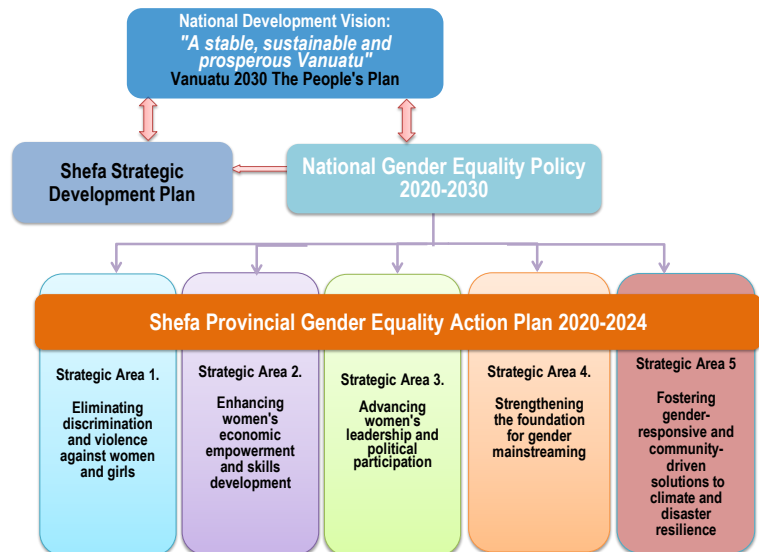 National Development Vision:
"A stable, sustainable and
prosperous Vanuatu"
Vanuatu 2030 The People's Plan
Shefa Strategic
Development Plan
National Gender Equality Policy
2020-2030
Shefa Provincial Gender Equality Action Plan 2020-2024
Strategic Area 1.
Eliminating
discrimination
and violence
against women
and girls
Strategic Area 2.
Enhancing
women's
economic
empowerment
and skills
development
Strategic Area 3.
Advancing
women's
leadership and
political
participation
Strategic Area 4.
Strengthening
the foundation
for gender
mainstreaming
Strategic Area 5
Fostering
gender-
responsive and
community-
driven
solutions to
climate and
disaster
resilience